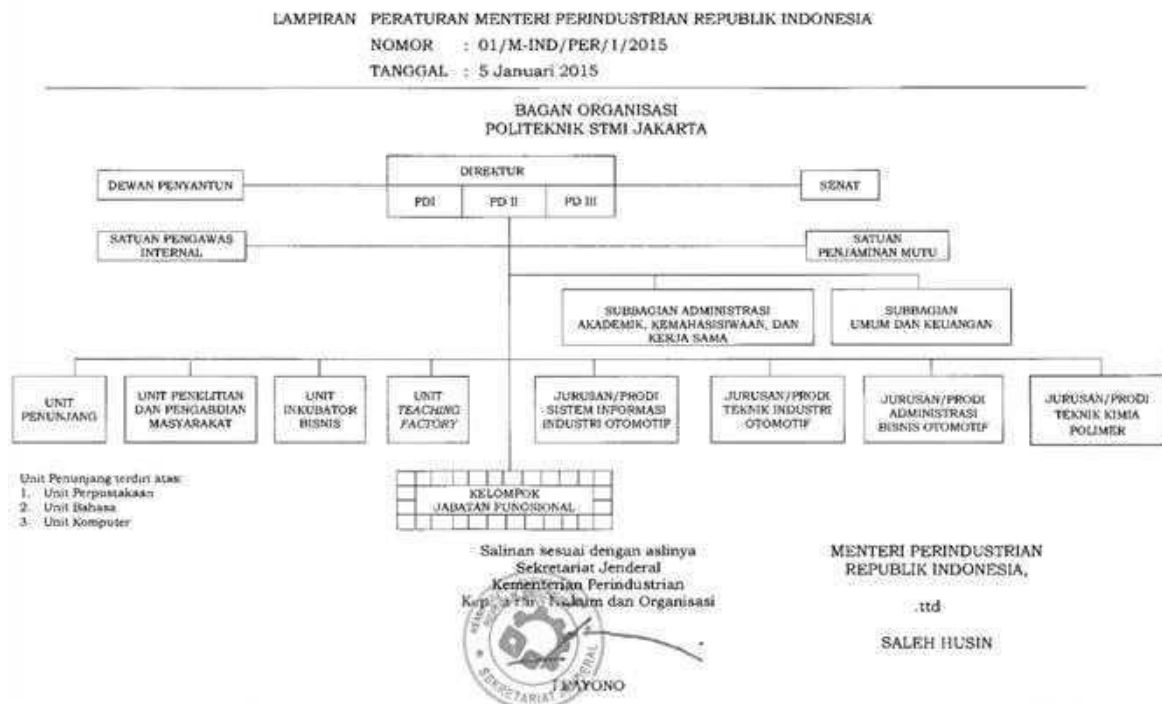 LAMPIRAN PERATURAN MENTERI PERINDUSTRIAN REPUBLIK INDONESIA
NOMOR : 01/M-IND/PER/1/2015
TANGGAL : 5 Januari 2015
BAGAN ORGANISASI
POLITEKNIK STMI JAKARTA
DIREKTUR
DEWAN PENYANTUN
SENAT
PDI PD II PD III
SATUAN PENGAWAS
INTERNAL
SATUAN
PENJAMINAN MUTU
SUBBAGIAN ADMINISTRASI
AKADEMIK, KEMAHASISIWAAN, DAN
KERJA SAMA
SUBBAGIAN
UMUM DAN KEUANGAN
UNIT
PENUNJANG
UNIT PENELITIAN
DAN PENGABDIAN
MASYARAKAT
UNIT
INKUBATOR
BISNIS
UNIT
TEACHING
FACTORY
JURUSAN/PRODI
SISTEM INFORMASI
INDUSTRI OTOMOTIF
JURUSAN/PRODI
TEKNIK INDUSTRI
OTOMOTIF
JURUSAN/PRODI
ADMINISTRASI
BISNIS OTOMOTIF
JURUSAN/PRODI
TEKNIK KIMIA
POLIMER
Unit Penunjang terdiri atas:
1. Unit Perpustakaan
2. Unit Bahasa
3. Unit Komputer
KELOMPOK
JABATAN FUNGSIONAL
Salinan sesuai dengan aslinya
Sekretariat Jenderal
Kementerian Perindustrian
Hukum dan Organisasi
SEKRETARIAT JENDERAL
MENTERI PERINDUSTRIAN
REPUBLIK INDONESIA,
.ttd
SALEH HUSIN